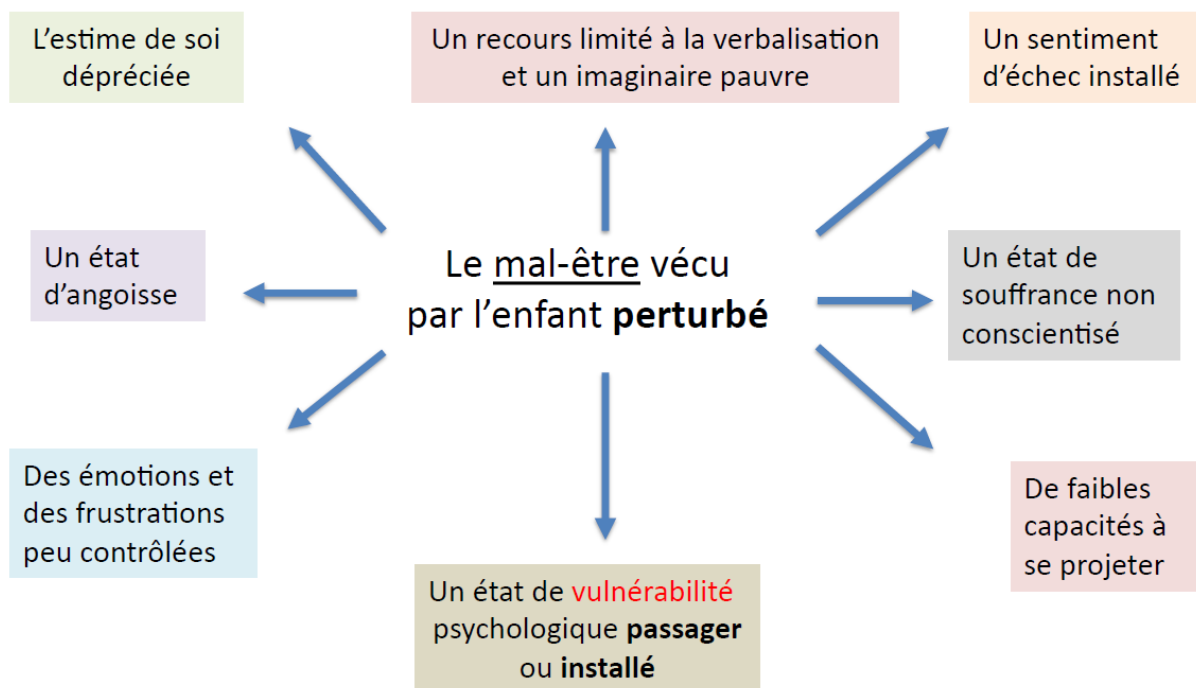 L’estime de soi
dépréciée
Un recours limité à la verbalisation
et un imaginaire pauvre
Un sentiment
d’échec installé
Un état
d’angoisse
Le mal-être vécu
par l’enfant perturbé
Un état de
souffrance non
conscientisé
Des émotions et
des frustrations
peu contrôlées
Un état de vulnérabilité
psychologique passager
ou installé
De faibles
capacités à
se projeter